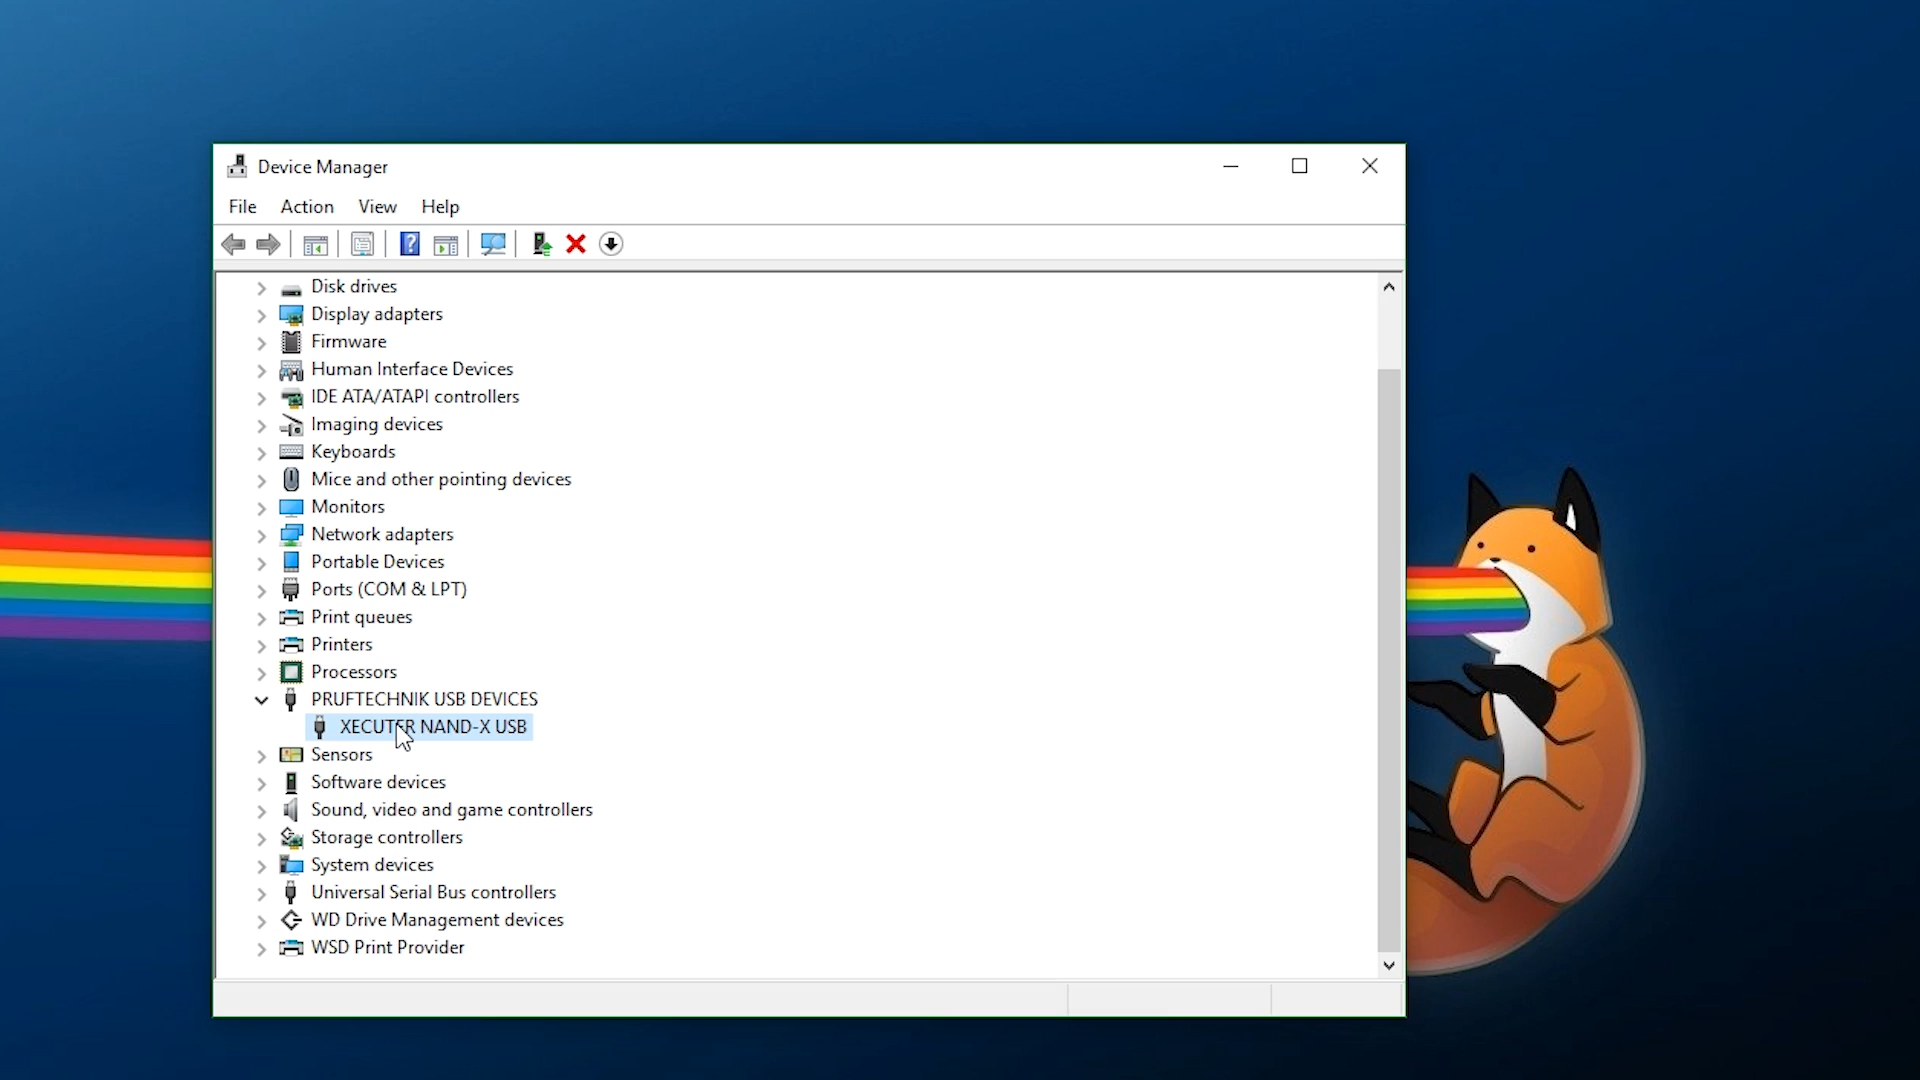 Device Manager
File Action View Help
Disk drives
Display adapters
Firmware
Human Interface Devices
IDE ATA/ATAPI controllers
Imaging devices
Keyboards
Mice and other pointing devices
Monitors
Network adapters
Portable Devices
Ports (COM & LPT)
Print queues
Printers
Processors
PRUFTECHNIK USB DEVICES
XECUTER NAND-X USB
Sensors
Software devices
Sound, video and game controllers
Storage controllers
System devices
Universal Serial Bus controllers
WD Drive Management devices
WSD Print Provider